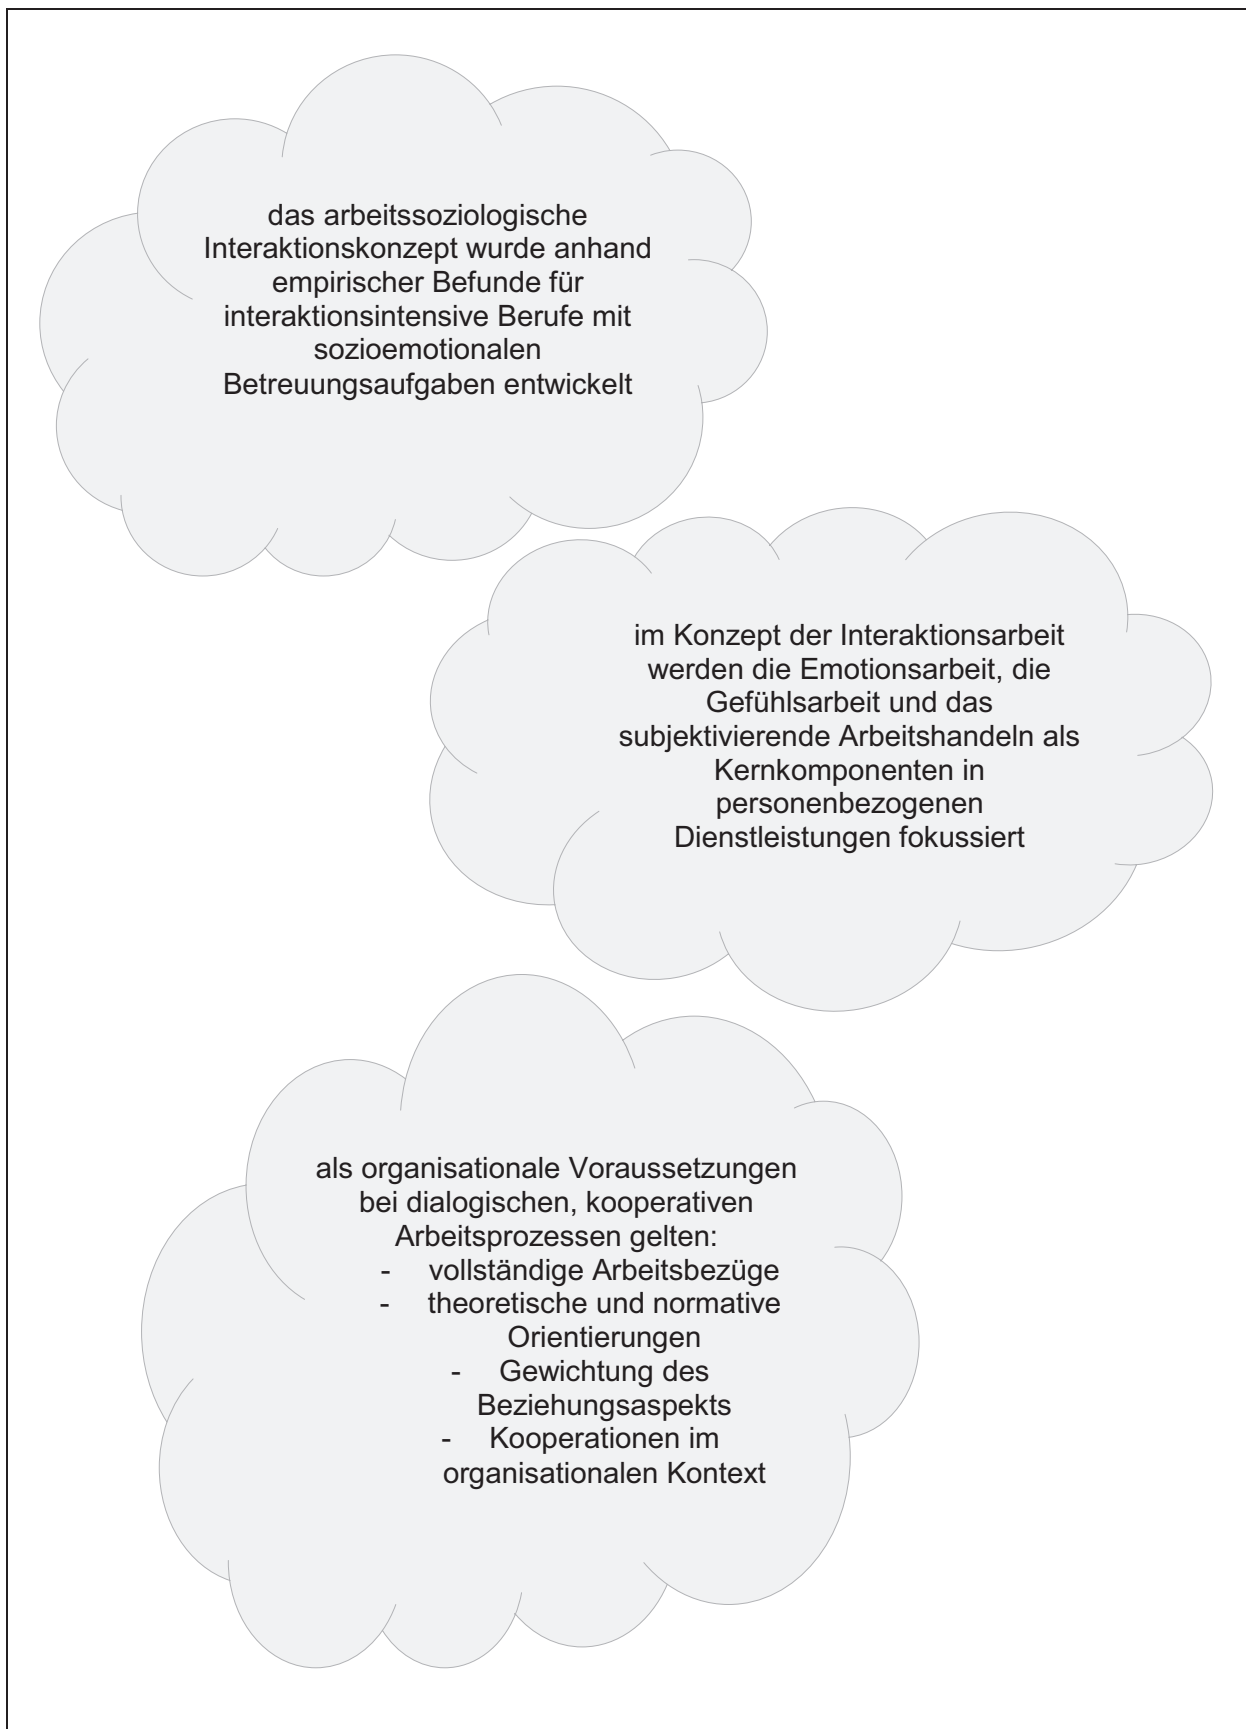 das arbeitssoziologische
Interaktionskonzept wurde anhand
empirischer Befunde für
interaktionsintensive Berufe mit
sozioemotionalen
Betreuungsaufgaben entwickelt
im Konzept der Interaktionsarbeit
werden die Emotionsarbeit, die
Gefühlsarbeit und das
subjektivierende Arbeitshandeln als
Kernkomponenten in
personenbezogenen
Dienstleistungen fokussiert
als organisationale Voraussetzungen
bei dialogischen, kooperativen
Arbeitsprozessen gelten:
- vollständige Arbeitsbezüge
- theoretische und normative
Orientierungen
- Gewichtung des
Beziehungsaspekts
- Kooperationen im
organisationalen Kontext